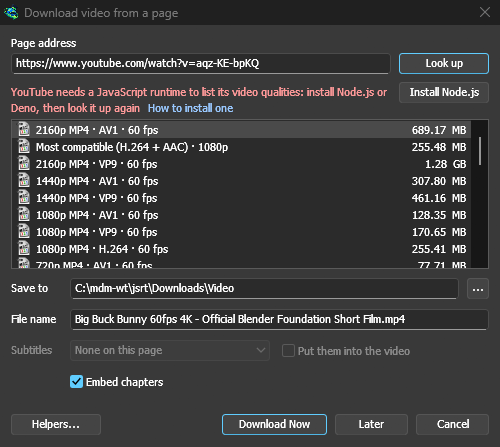 Download video from a page
Page address
https://www.youtube.com/watch?v=aqz-KE-bpKQ
Look up
YouTube needs a JavaScript runtime to list its video qualities: install Node.js or
Deno, then look it up again How to install one
Install Node.js
2160p MP4 · AV1 · 60 fps 689.17 MB
Most compatible (H.264 + AAC) · 1080p 255.48 MB
2160p MP4 · VP9 · 60 fps 1.28 GB
1440p MP4 · AV1 · 60 fps 307.80 MB
1440p MP4 · VP9 · 60 fps 461.16 MB
1080p MP4 · AV1 · 60 fps 128.35 MB
1080p MP4 · VP9 · 60 fps 170.65 MB
1080p MP4 · H.264 · 60 fps 255.41 MB
720p MP4 · AV1 · 60 fps 77.71 MB
Save to C:\mdm-wt\jsrt\Downloads\Video ...
File name Big Buck Bunny 60fps 4K - Official Blender Foundation Short Film.mp4
Subtitles None on this page Put them into the video
Embed chapters
Helpers... Download Now Later Cancel